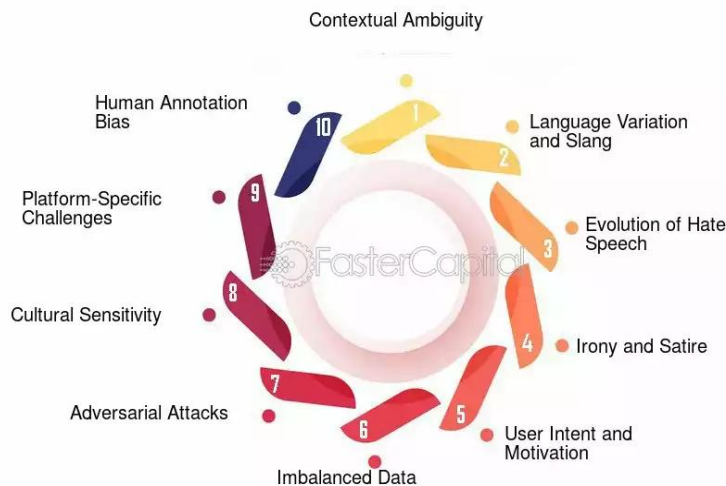 Contextual Ambiguity
1
Language Variation
and Slang
2
Evolution of Hate
Speech
3
Irony and Satire
4
User Intent and
Motivation
5
Imbalanced Data
6
Adversarial Attacks
7
Cultural Sensitivity
8
Platform-Specific
Challenges
9
Human Annotation
Bias
10
FasterCapital